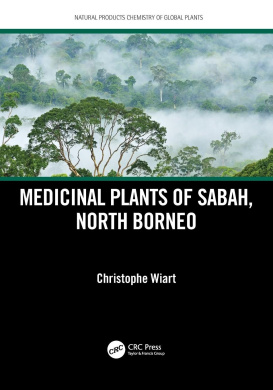 NATURAL PRODUCTS CHEMISTRY OF GLOBAL PLANTS
MEDICINAL PLANTS OF SABAH,
NORTH BORNEO
Christophe Wiart
CRC
CRC Press
Taylor & Francis Group